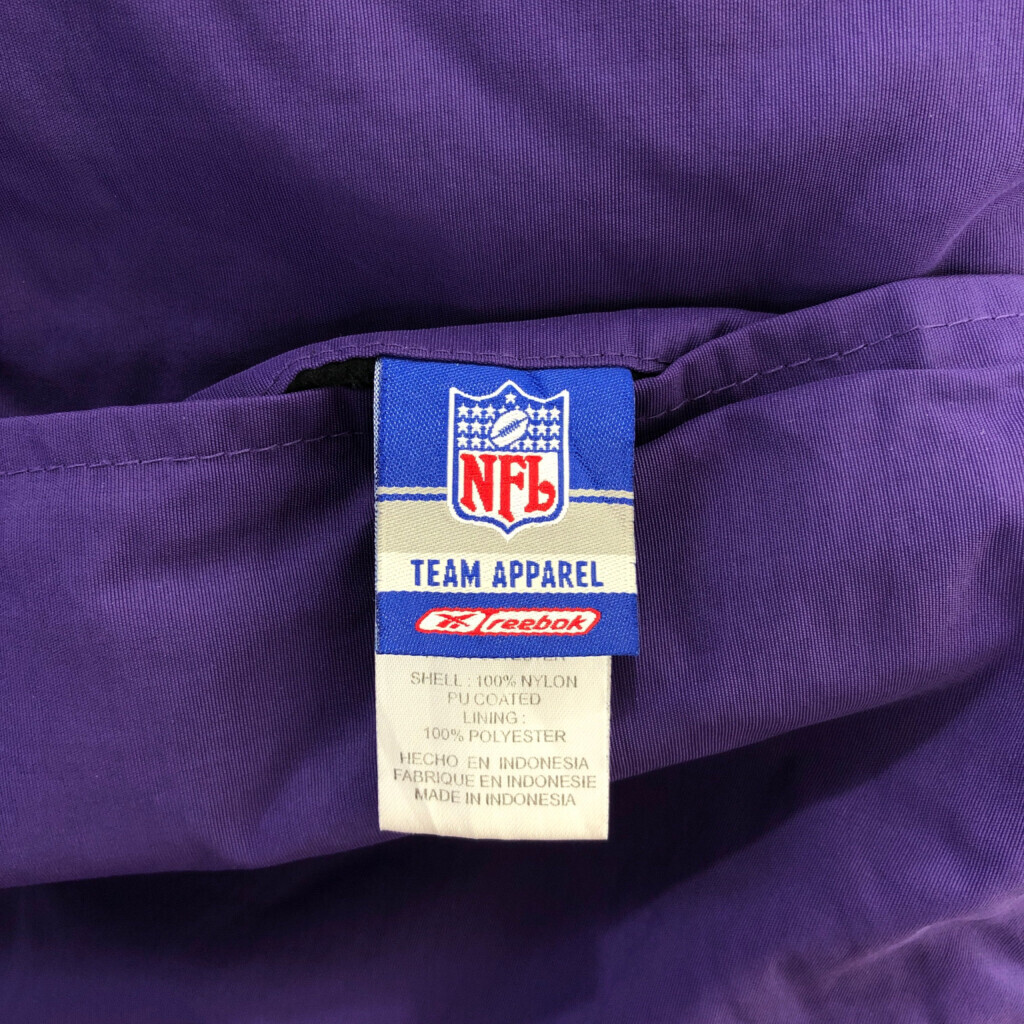 NFL
TEAM APPAREL
reebok
SHELL : 100% NYLON
PU COATED
LINING :
100% POLYESTER
HECHO EN INDONESIA
FABRIQUE EN INDONESIE
MADE IN INDONESIA